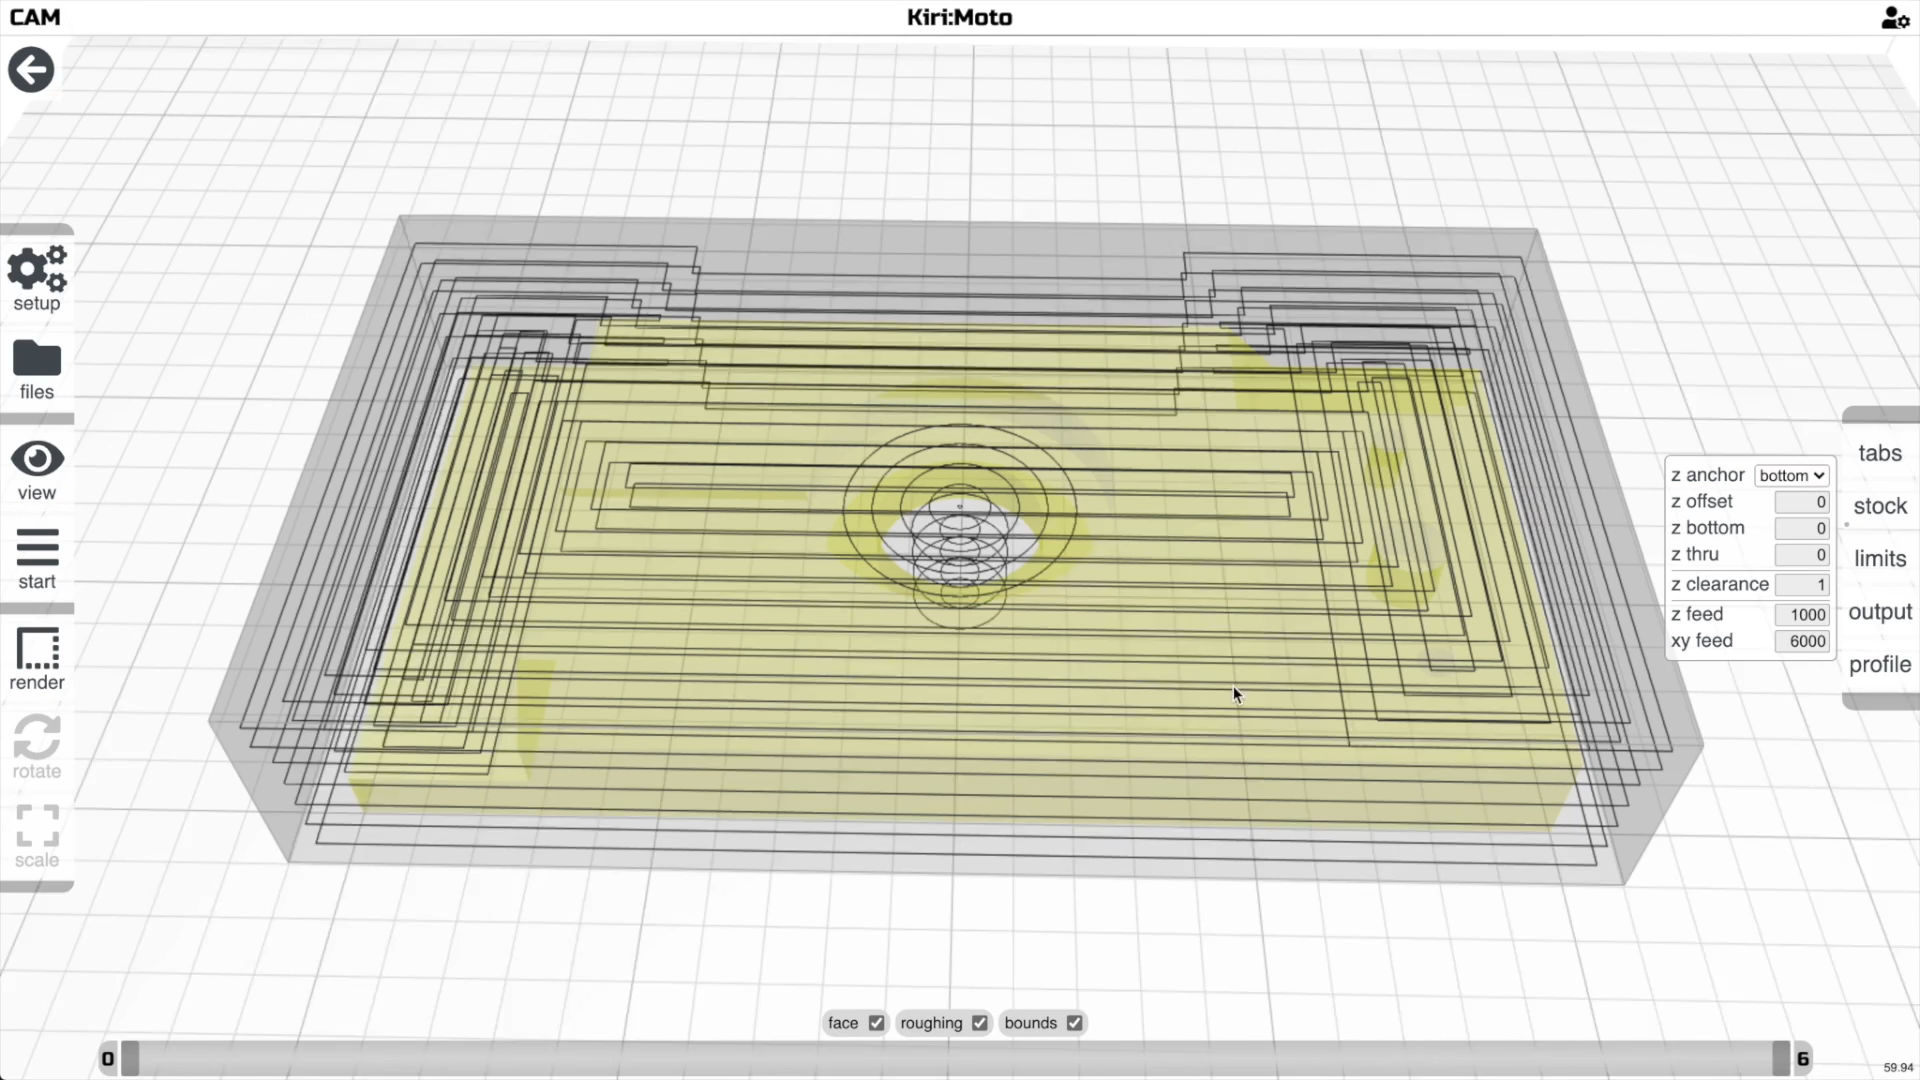 CAM
Kiri:Moto
setup
files
view
start
render
rotate
scale
z anchor bottom
z offset 0
z bottom 0
z thru 0
z clearance 1
z feed 1000
xy feed 6000
tabs
stock
limits
output
profile
face roughing bounds
0
6
59.94